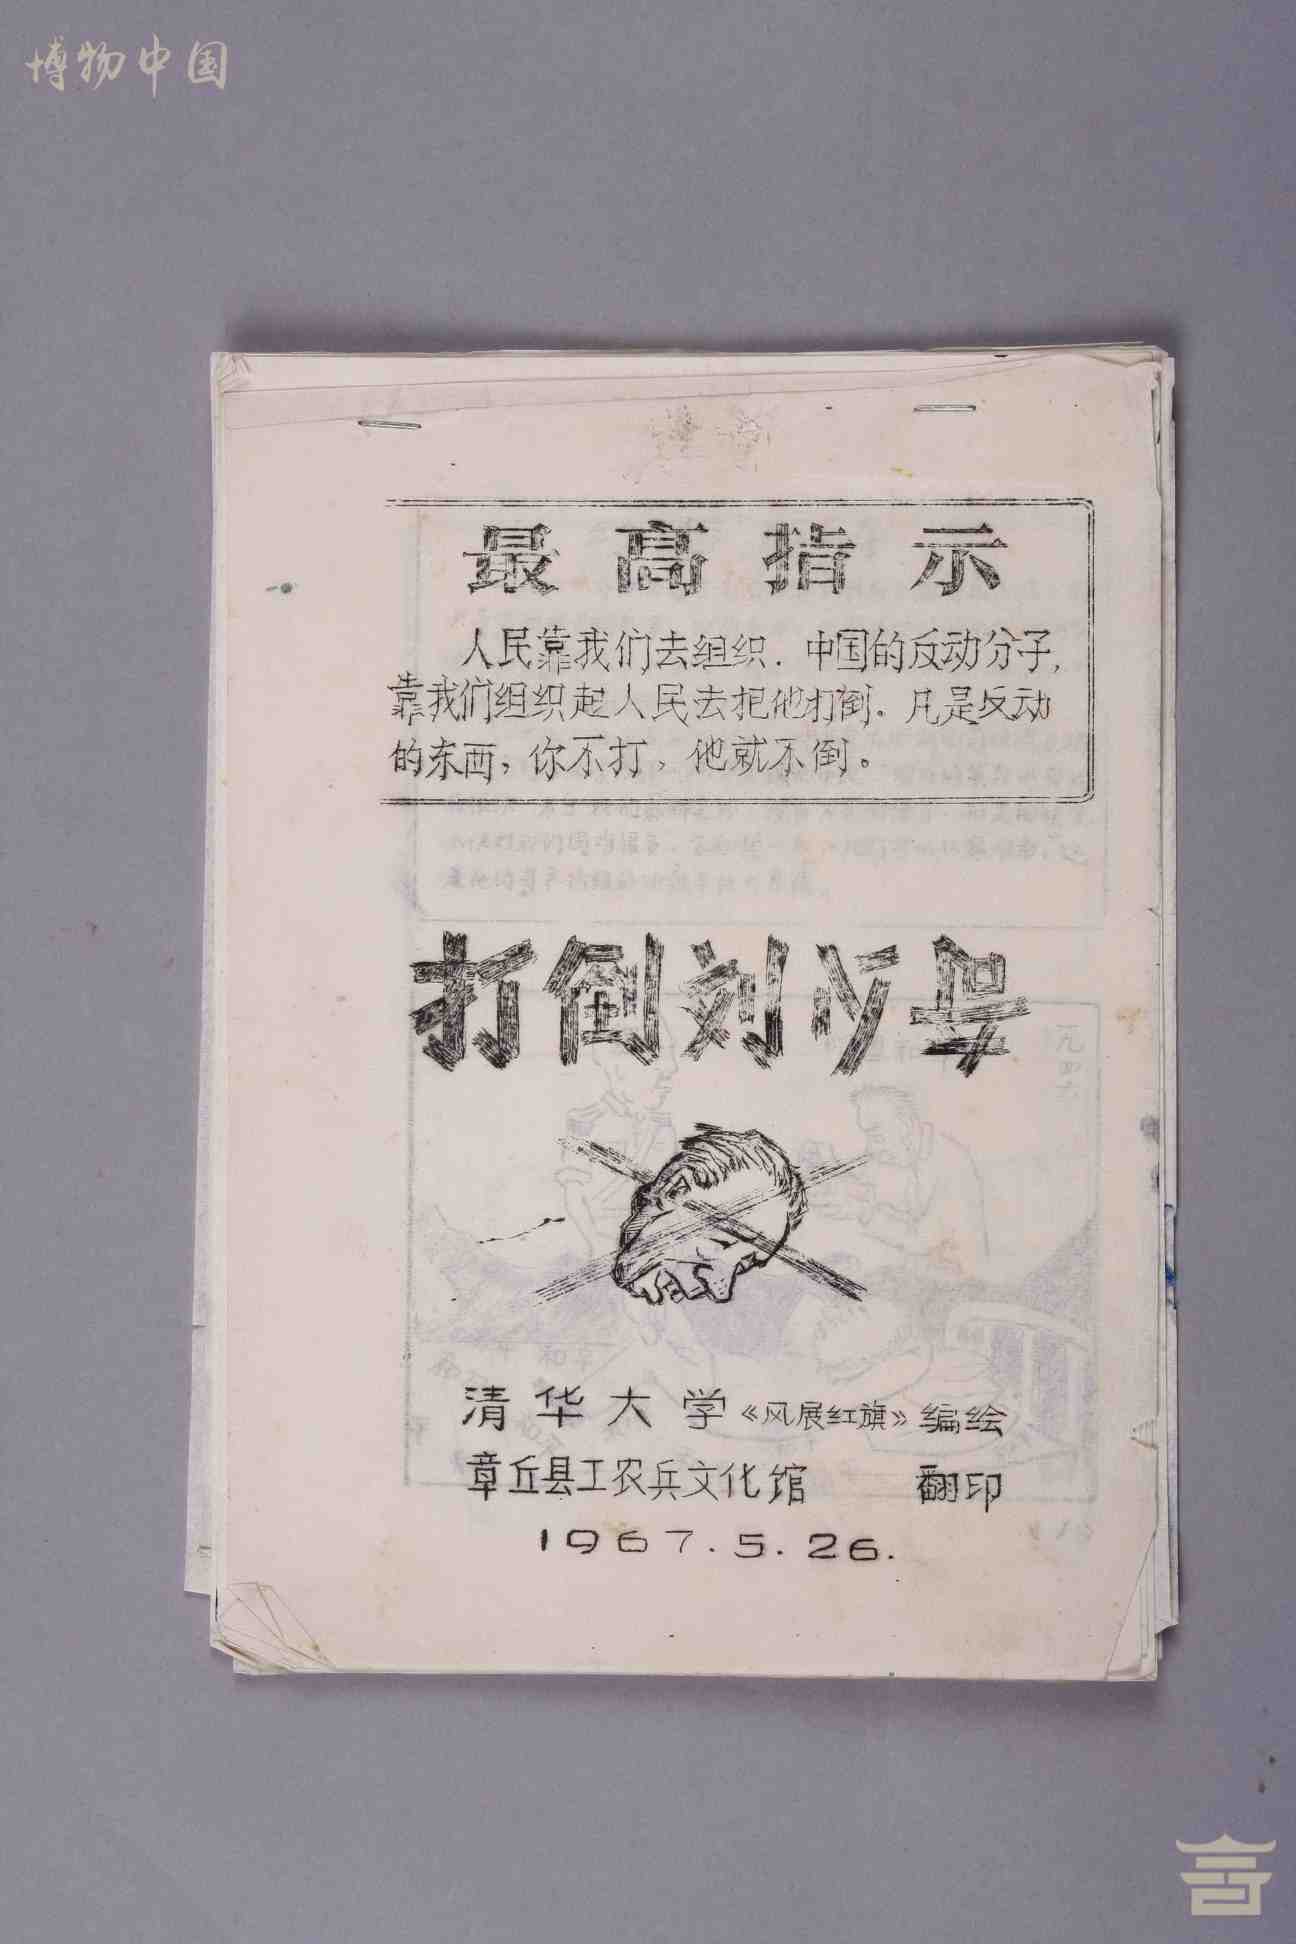 博物中国
最高指示
人民靠我们去组织．中国的反动分子，
靠我们组织起人民去把他打倒。凡是反动
的东西，你不打，他就不倒。
打倒刘少奇
清华大学《风展红旗》编绘
章丘县工农兵文化馆 翻印
1967.5.26.